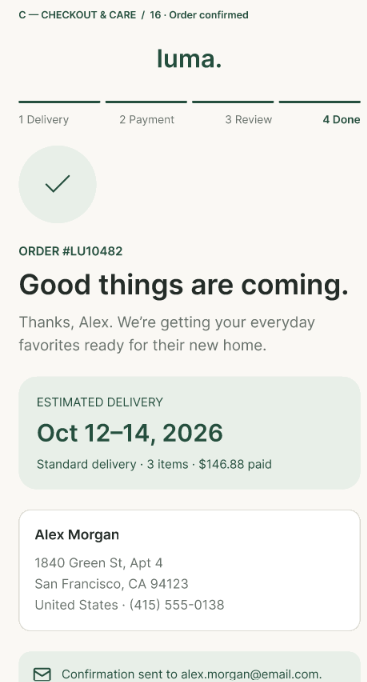 C — CHECKOUT & CARE / 16 · Order confirmed
luma.
1 Delivery 2 Payment 3 Review 4 Done
ORDER #LU10482
Good things are coming.
Thanks, Alex. We’re getting your everyday
favorites ready for their new home.
ESTIMATED DELIVERY
Oct 12–14, 2026
Standard delivery · 3 items · $146.88 paid
Alex Morgan
1840 Green St, Apt 4
San Francisco, CA 94123
United States · (415) 555-0138
Confirmation sent to alex.morgan@email.com.